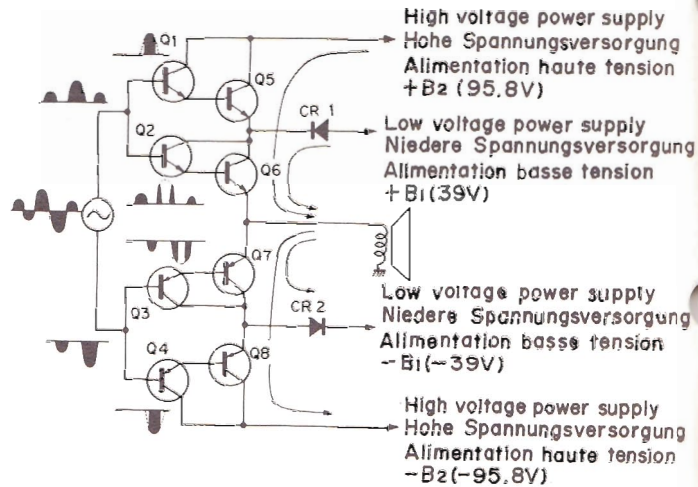 High voltage power supply
Hohe Spannungsversorgung
Alimentation haute tension
+B2 (95.8V)
Q1
Q5
CR 1
Q2
Low voltage power supply
Niedere Spannungsversorgung
Alimentation basse tension
+B1(39V)
Q6
Q7
Q3
CR 2
Low voltage power supply
Niedere Spannungsversorgung
Alimentation basse tension
−B1(−39V)
Q4
Q8
High voltage power supply
Hohe Spannungsversorgung
Alimentation haute tension
−B2(−95.8V)